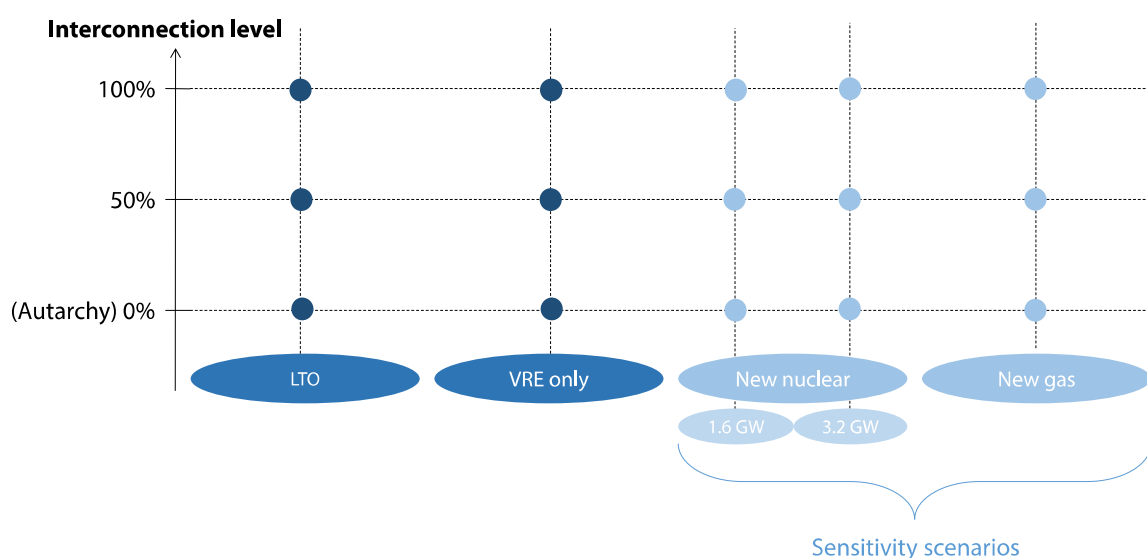 Interconnection level
100%
50%
(Autarchy) 0%
LTO
VRE only
New nuclear
New gas
1.6 GW
3.2 GW
Sensitivity scenarios